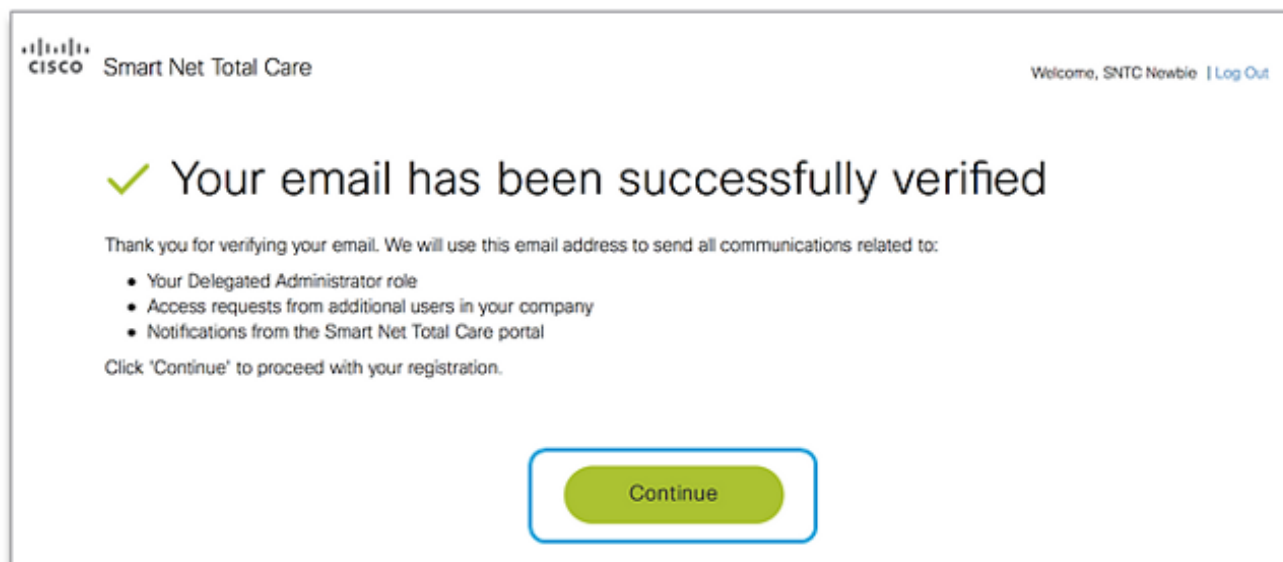 CISCO Smart Net Total Care
Welcome, SNTC Newbie | Log Out
Your email has been successfully verified
Thank you for verifying your email. We will use this email address to send all communications related to:
• Your Delegated Administrator role
• Access requests from additional users in your company
• Notifications from the Smart Net Total Care portal
Click 'Continue' to proceed with your registration.
Continue